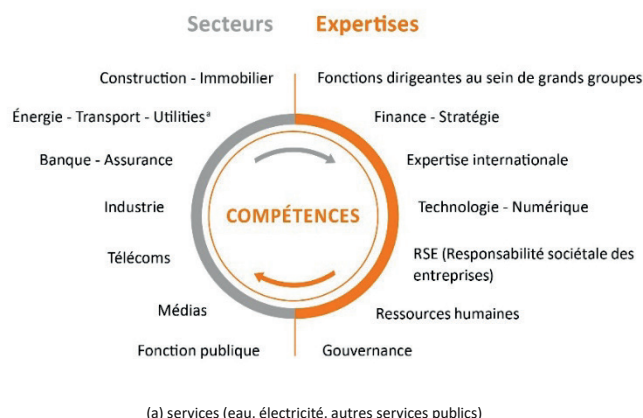 Secteurs Expertises
Construction - Immobilier
Énergie - Transport - Utilitiesᵃ
Banque - Assurance
Industrie
Télécoms
Médias
Fonction publique
COMPÉTENCES
Fonctions dirigeantes au sein de grands groupes
Finance - Stratégie
Expertise internationale
Technologie - Numérique
RSE (Responsabilité sociétale des
entreprises)
Ressources humaines
Gouvernance
(a) services (eau, électricité, autres services publics)